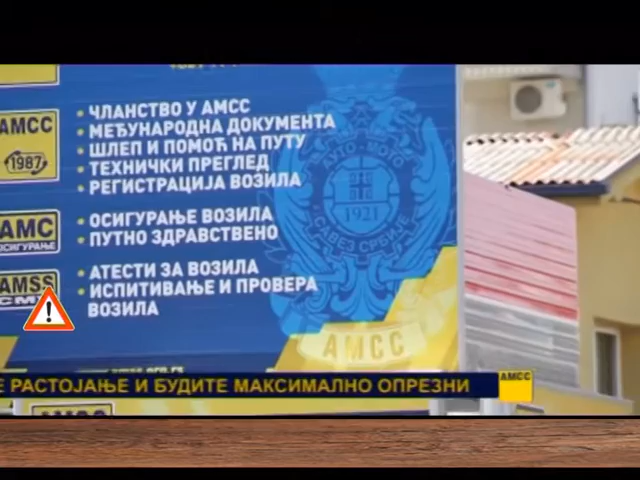 АМСС
1987
• ЧЛАНСТВО У АМСС
• МЕЂУНАРОДНА ДОКУМЕНТА
• ШЛЕП И ПОМОЋ НА ПУТУ
• ТЕХНИЧКИ ПРЕГЛЕД
• РЕГИСТРАЦИЈА ВОЗИЛА
АМС
ОСИГУРАЊЕ
• ОСИГУРАЊЕ ВОЗИЛА
• ПУТНО ЗДРАВСТВЕНО
AMSS
CMV
• АТЕСТИ ЗА ВОЗИЛА
• ИСПИТИВАЊЕ И ПРОВЕРА
ВОЗИЛА
АУТО - МОТО
1921
САВЕЗ СРБИЈЕ
АМСС
РАСТОЈАЊЕ И БУДИТЕ МАКСИМАЛНО ОПРЕЗНИ
АМСС
АМСС